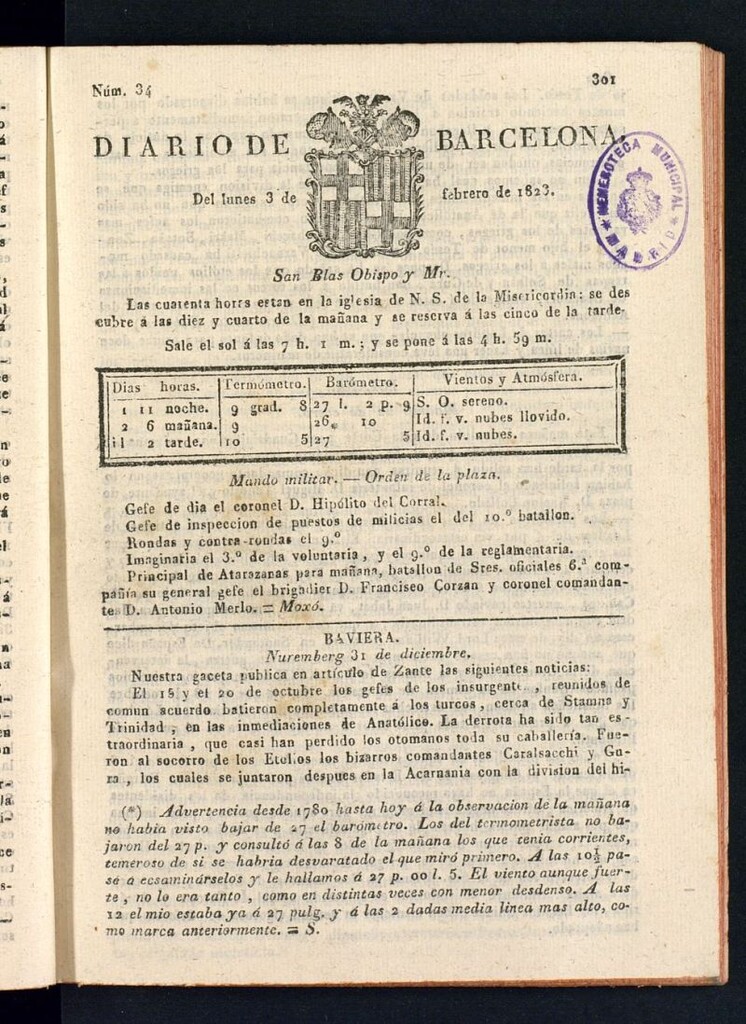 Núm. 34
301
DIARIO DE BARCELONA,
Del lunes 3 de febrero de 1823.
HEMEROTECA MUNICIPAL
* MADRID *
San Blas Obispo y Mr.
Las cuarenta horas estan en la iglesia de N. S. de la Misericordia: se des
cubre á las diez y cuarto de la mañana y se reserva á las cinco de la tarde.
Sale el sol á las 7 h. 1 m.; y se pone á las 4 h. 59 m.
Dias horas. Termómetro. Barómetro. Vientos y Atmósfera.
1 11 noche. 9 grad. 8 27 l. 2 p. 9 S. O. sereno.
2 6 mañana. 9 26 10 Id. f. v. nubes llovido.
id 2 tarde. 10 5 27 5 Id. f. v. nubes.
Mando militar. — Orden de la plaza.
Gefe de dia el coronel D. Hipólito del Corral.
Gefe de inspeccion de puestos de milicias el del 10.º batallon.
Rondas y contra-rondas el 9.º
Imaginaria el 3.º de la voluntaria, y el 9.º de la reglamentaria.
Principal de Atarazanas para mañana, batallon de Sres. oficiales 6.ª com-
pañía su general gefe el brigadier D. Francisco Çorzan y coronel comandan-
te D. Antonio Merlo. = Moxó.
BAVIERA.
Nuremberg 31 de diciembre.
Nuestra gaceta publica en artículo de Zante las siguientes noticias:
El 18 y el 20 de octubre los gefes de los insurgent , reunidos de
comun acuerdo batieron completamente á los turcos, cerca de Stamna y
Trinidad, en las inmediaciones de Anatólico. La derrota ha sido tan es-
traordinaria, que casi han perdido los otomanos toda su caballería. Fue-
ron al socorro de los Etolios los bizarros comandantes Caralsacchi y Gu-
ra, los cuales se juntaron despues en la Acarnania con la division del hi-
(*) Advertencia desde 1780 hasta hoy á la observacion de la mañana
no habia visto bajar de 27 el barómetro. Los del termometrista no ba-
jaron del 27 p. y consultó á las 8 de la mañana los que tenia corrientes,
temeroso de si se habria desvaratado el que miró primero. A las 10½ pa-
sé a ecsaminárselos y le hallamos á 27 p. 00 l. 5. El viento aunque fuer-
te, no lo era tanto, como en distintas veces con menor desdenso. A las
12 el mio estaba ya á 27 pulg. y á las 2 dadas media linea mas alto, co-
mo marca anteriormente. = S.